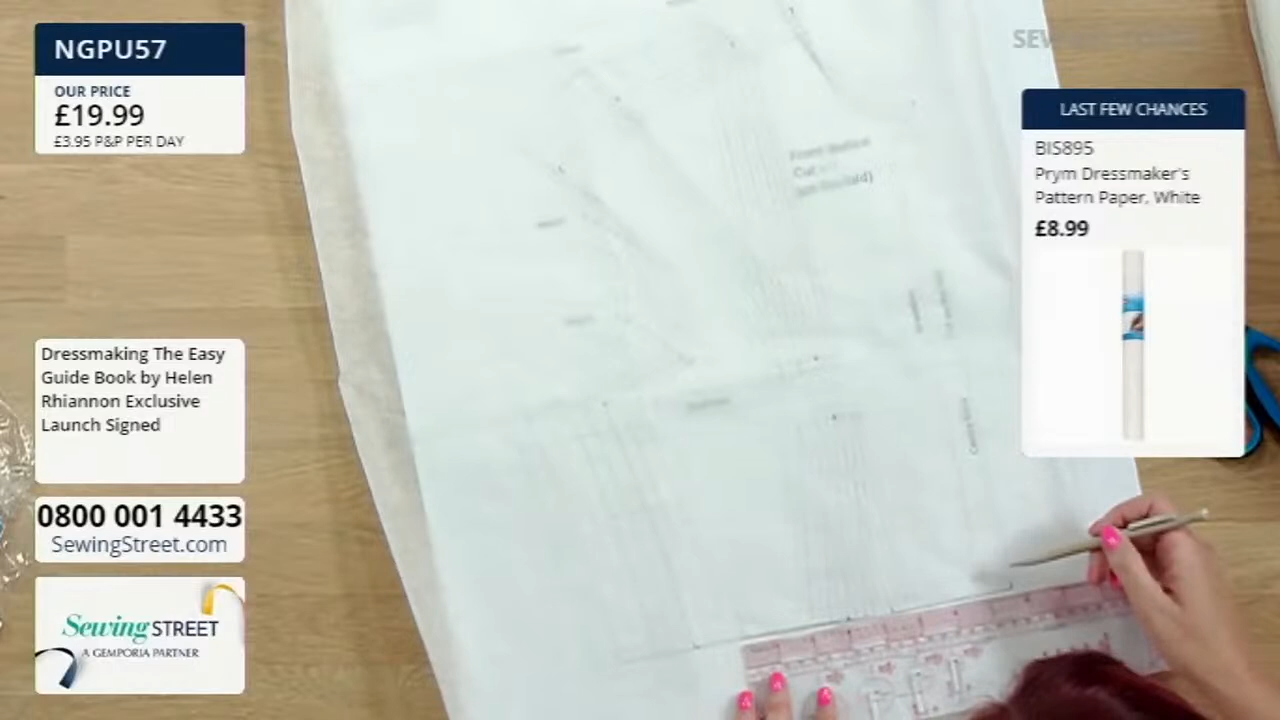 NGPU57
OUR PRICE
£19.99
£3.95 P&P PER DAY
Dressmaking The Easy
Guide Book by Helen
Rhiannon Exclusive
Launch Signed
0800 001 4433
SewingStreet.com
Sewing STREET
A GEMPORIA PARTNER
Cut
LAST FEW CHANCES
BIS895
Prym Dressmaker's
Pattern Paper, White
£8.99